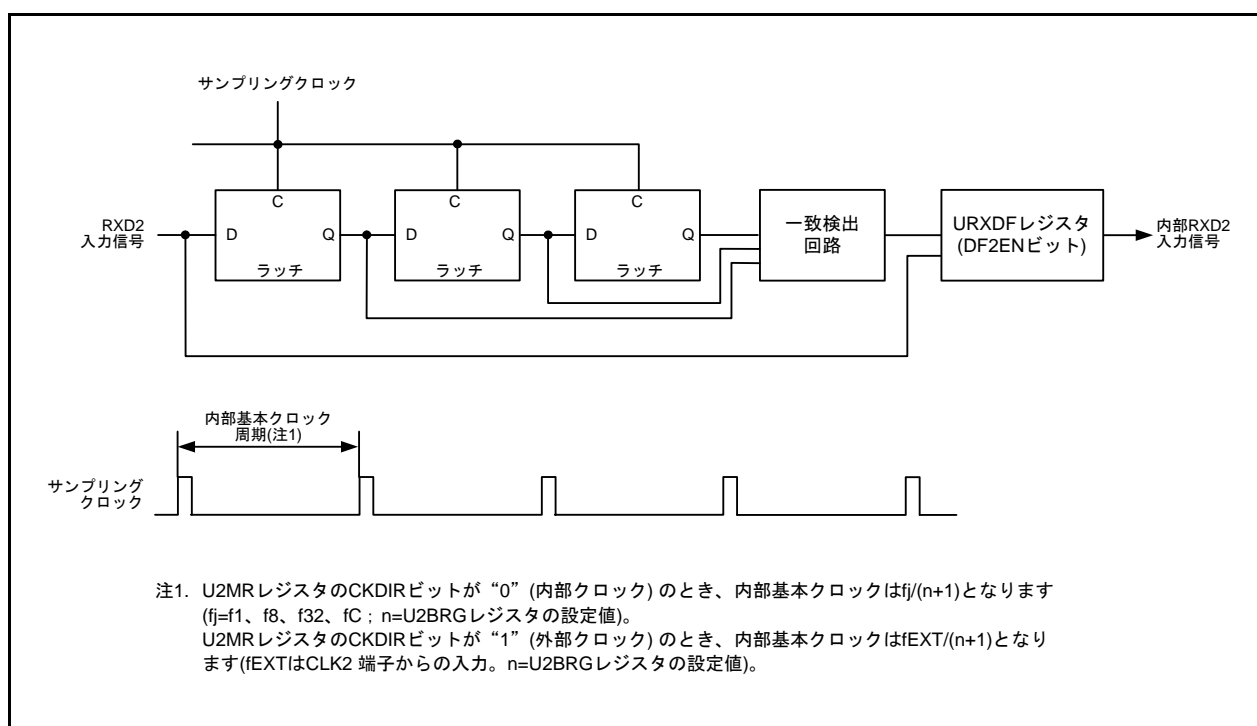 サンプリングクロック
RXD2
入力信号
C
D
Q
ラッチ
C
D
Q
ラッチ
C
D
Q
ラッチ
一致検出
回路
URXDFレジスタ
(DF2ENビット)
内部RXD2
入力信号
内部基本クロック
周期(注1)
サンプリング
クロック
注1. U2MRレジスタのCKDIRビットが“0”(内部クロック) のとき、内部基本クロックはfj/(n+1)となります
(fj=f1、f8、f32、fC；n=U2BRGレジスタの設定値)。
U2MRレジスタのCKDIRビットが“1”(外部クロック) のとき、内部基本クロックはfEXT/(n+1)となり
ます(fEXTはCLK2 端子からの入力。n=U2BRGレジスタの設定値)。